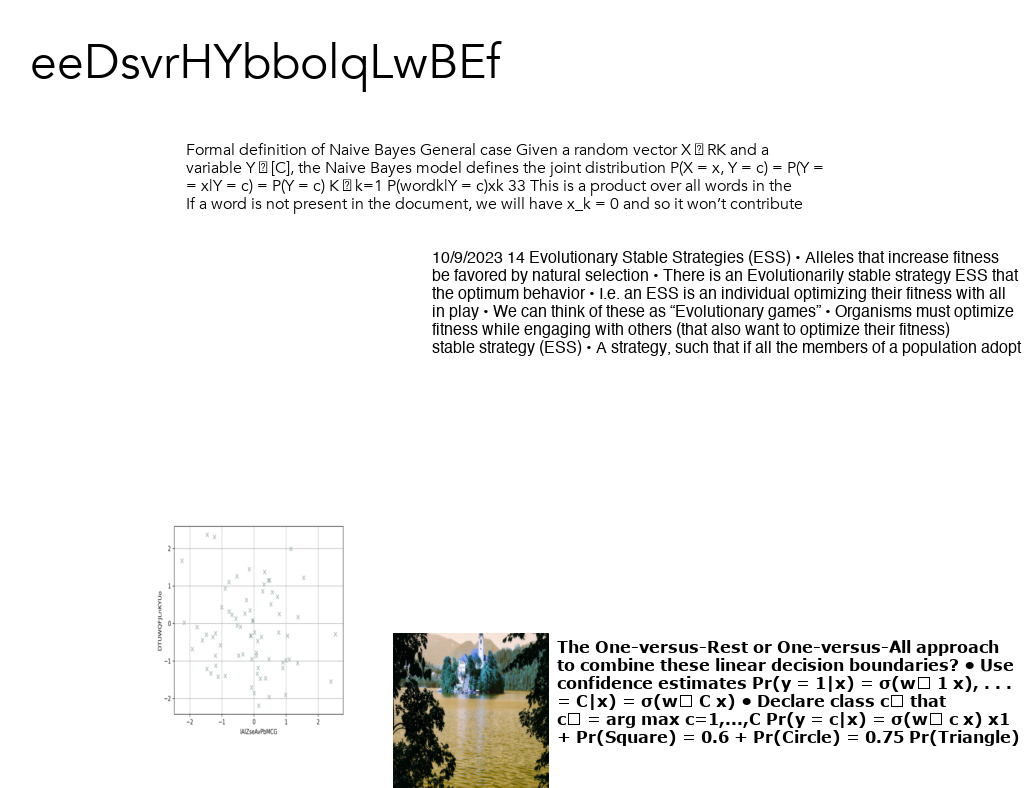 eeDsvrHYbbolqLwBEf
Formal definition of Naive Bayes General case Given a random vector X � RK and a
variable Y � [C], the Naive Bayes model defines the joint distribution P(X = x, Y = c) = P(Y =
= x|Y = c) = P(Y = c) K � k=1 P(wordk|Y = c)xk 33 This is a product over all words in the
If a word is not present in the document, we will have x_k = 0 and so it won’t contribute
10/9/2023 14 Evolutionary Stable Strategies (ESS) • Alleles that increase fitness
be favored by natural selection • There is an Evolutionarily stable strategy ESS that
the optimum behavior • I.e. an ESS is an individual optimizing their fitness with all
in play • We can think of these as “Evolutionary games” • Organisms must optimize
fitness while engaging with others (that also want to optimize their fitness)
stable strategy (ESS) • A strategy, such that if all the members of a population adopt
2
1
0
−1
−2
−2 −1 0 1 2
The One-versus-Rest or One-versus-All approach
to combine these linear decision boundaries? ● Use
confidence estimates Pr(y = 1|x) = σ(w� 1 x), . . .
= C|x) = σ(w� C x) ● Declare class c� that
c� = arg max c=1,...,C Pr(y = c|x) = σ(w� c x) x1
+ Pr(Square) = 0.6 + Pr(Circle) = 0.75 Pr(Triangle)